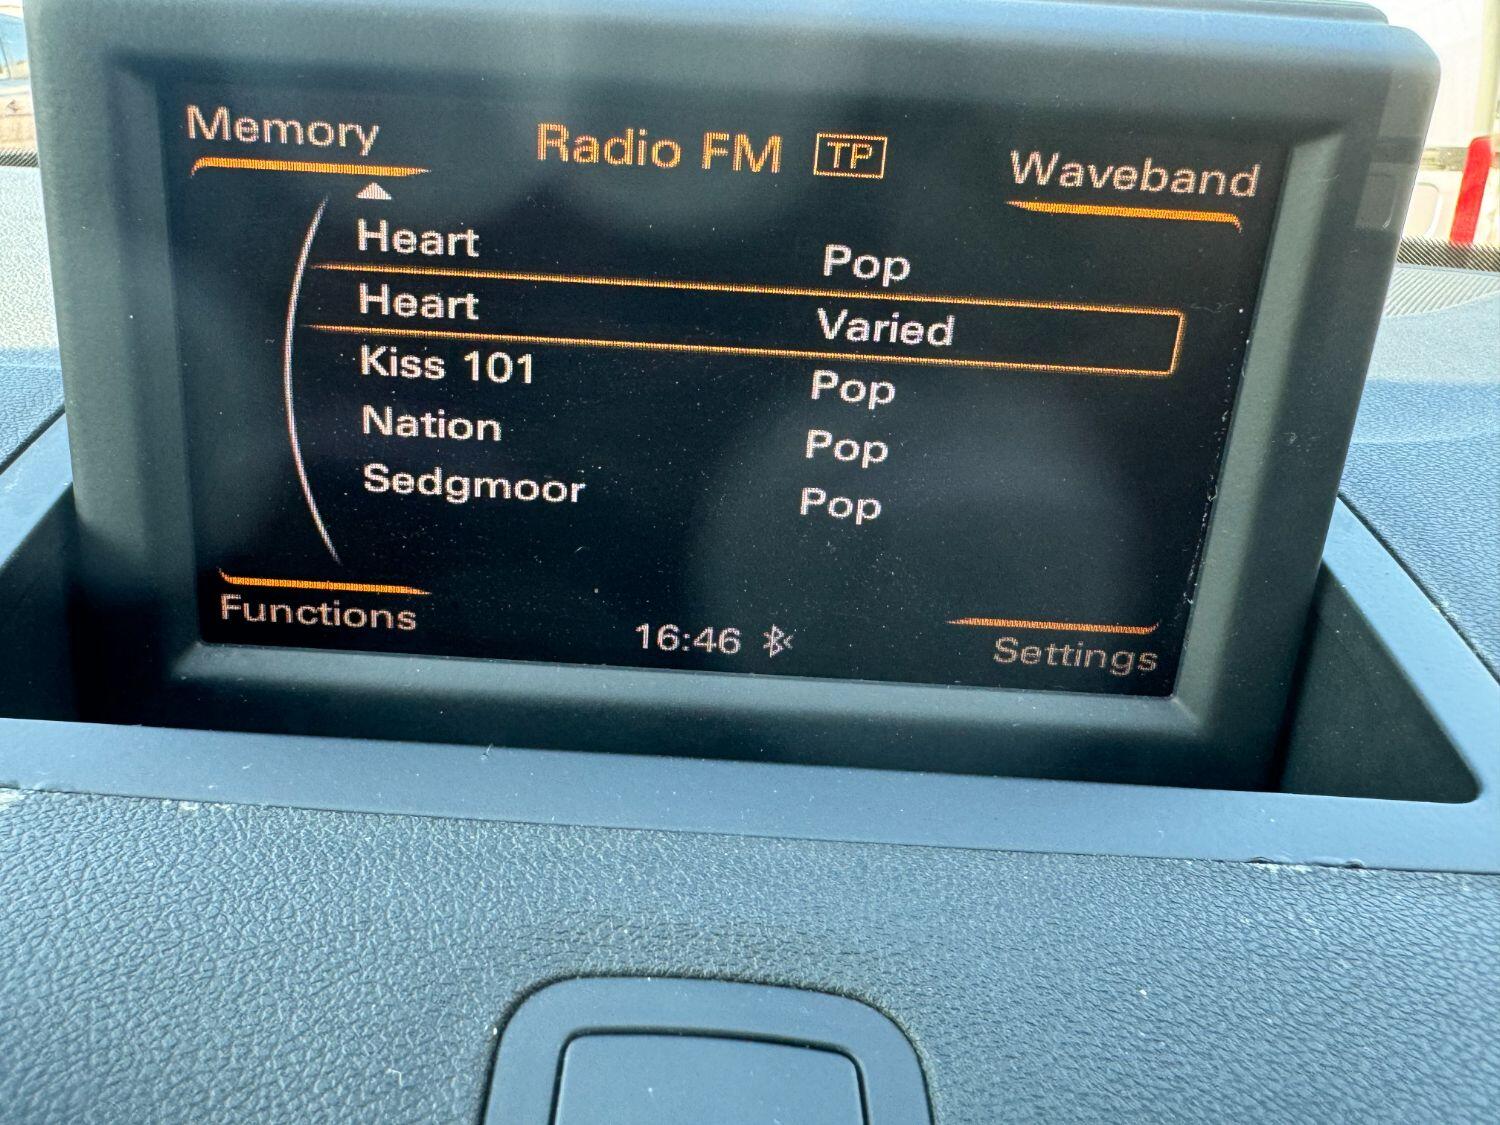 Memory Radio FM TP Waveband
Heart Pop
Heart Varied
Kiss 101 Pop
Nation Pop
Sedgmoor Pop
Functions 16:46 Settings